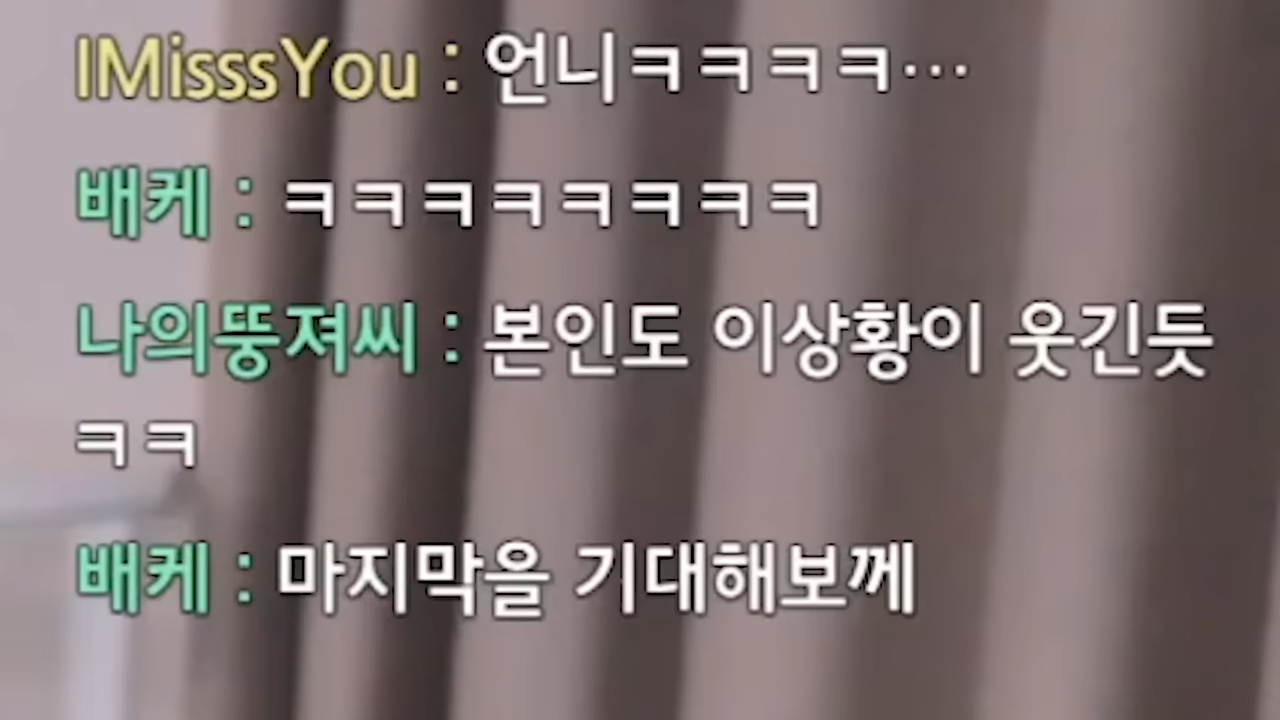 IMisssYou : 언니ㅋㅋㅋㅋ…
배케 : ㅋㅋㅋㅋㅋㅋㅋㅋ
나의뚱져씨 : 본인도 이상황이 웃긴듯
ㅋㅋ
배케 : 마지막을 기대해보께